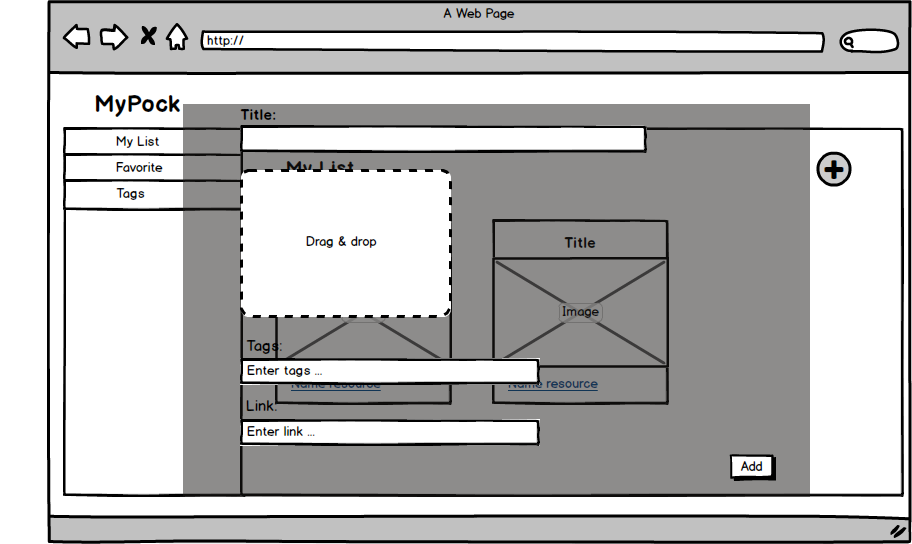 A Web Page
http://
MyPock
Title:
My List
Favorite
Tags
My List
Drag & drop
Title
Image
Tags:
Enter tags ...
Name resource
Name resource
Link:
Enter link ...
Add